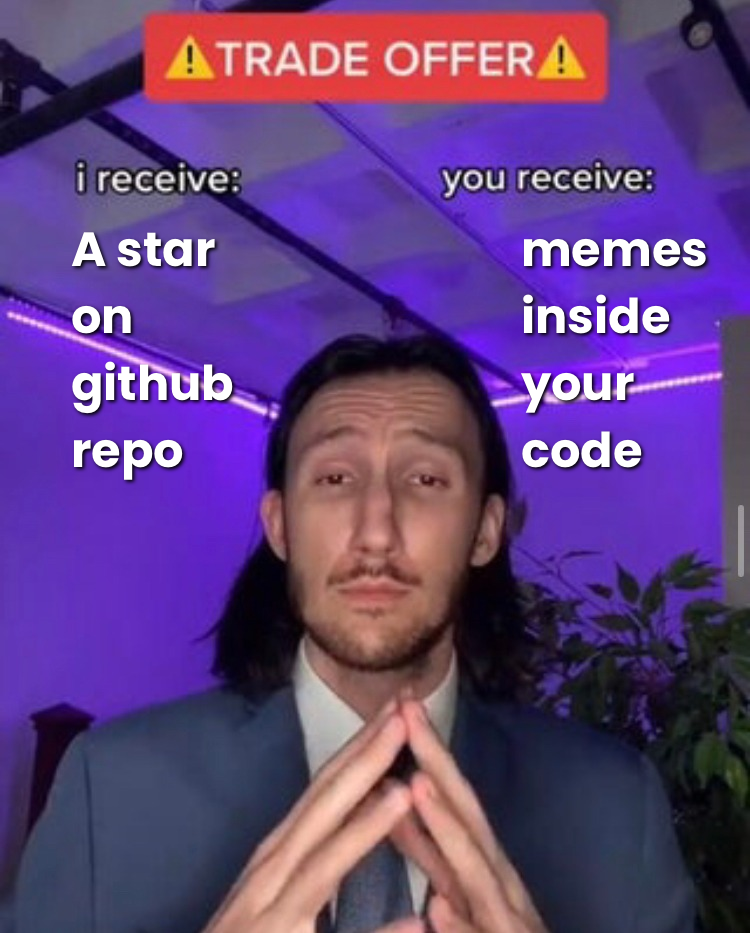 ⚠️TRADE OFFER⚠️
i receive:
you receive:
A star
on
github
repo
memes
inside
your
code